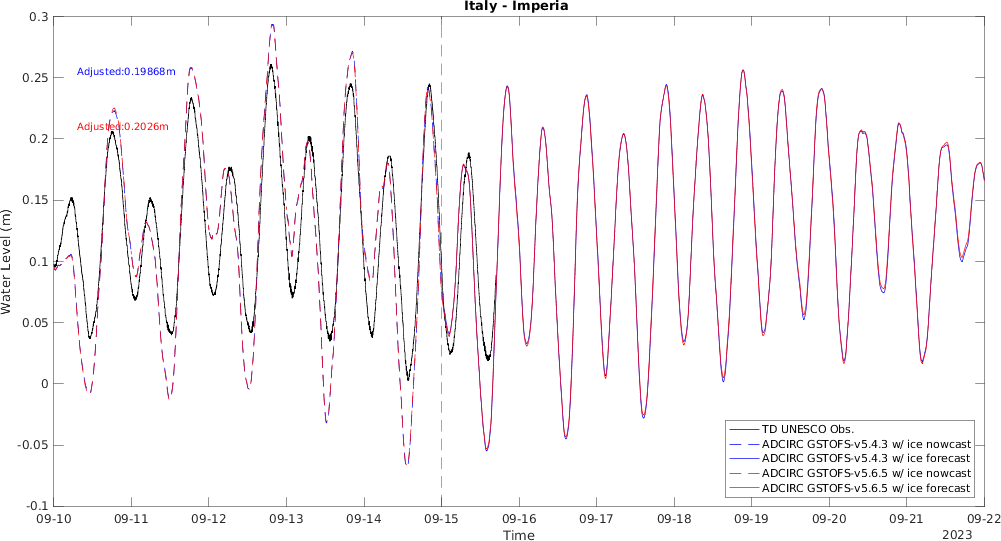 Italy - Imperia
0.3
0.25
0.2
0.15
0.1
0.05
0
-0.05
-0.1
Water Level (m)
Adjusted:0.19868m
Adjusted:0.2026m
TD UNESCO Obs.
ADCIRC GSTOFS-v5.4.3 w/ ice nowcast
ADCIRC GSTOFS-v5.4.3 w/ ice forecast
ADCIRC GSTOFS-v5.6.5 w/ ice nowcast
ADCIRC GSTOFS-v5.6.5 w/ ice forecast
09-10 09-11 09-12 09-13 09-14 09-15 09-16 09-17 09-18 09-19 09-20 09-21 09-22
Time
2023